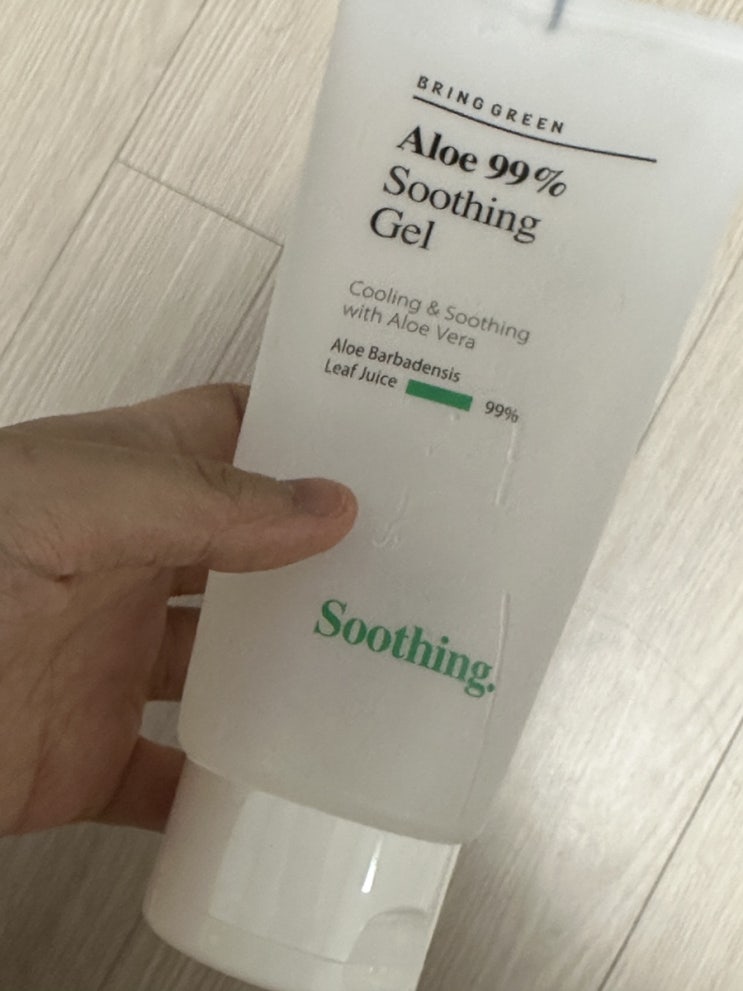 BRING GREEN
Aloe 99%
Soothing
Gel
Cooling & Soothing
with Aloe Vera
Aloe Barbadensis
Leaf Juice 99%
Soothing.